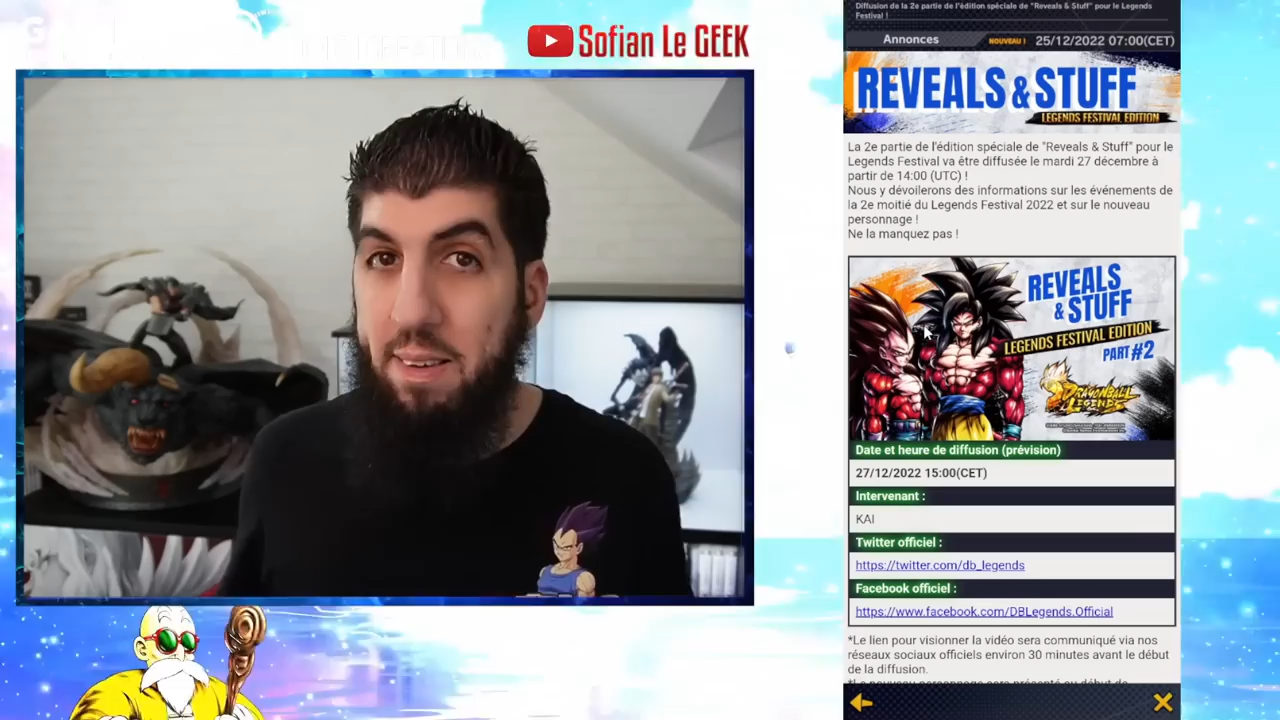 Sofian Le GEEK
Diffusion de la 2e partie de l'édition spéciale de "Reveals & Stuff" pour le Legends
Festival !
Annonces
NOUVEAU ! 25/12/2022 07:00(CET)
REVEALS & STUFF
LEGENDS FESTIVAL EDITION
La 2e partie de l'édition spéciale de "Reveals & Stuff" pour le
Legends Festival va être diffusée le mardi 27 décembre à
partir de 14:00 (UTC) !
Nous y dévoilerons des informations sur les événements de
la 2e moitié du Legends Festival 2022 et sur le nouveau
personnage !
Ne la manquez pas !
REVEALS
& STUFF
LEGENDS FESTIVAL EDITION
PART #2
DRAGONBALL
LEGENDS
Date et heure de diffusion (prévision)
27/12/2022 15:00(CET)
Intervenant :
KAI
Twitter officiel :
https://twitter.com/db_legends
Facebook officiel :
https://www.facebook.com/DBLegends.Official
*Le lien pour visionner la vidéo sera communiqué via nos
réseaux sociaux officiels environ 30 minutes avant le début
de la diffusion.